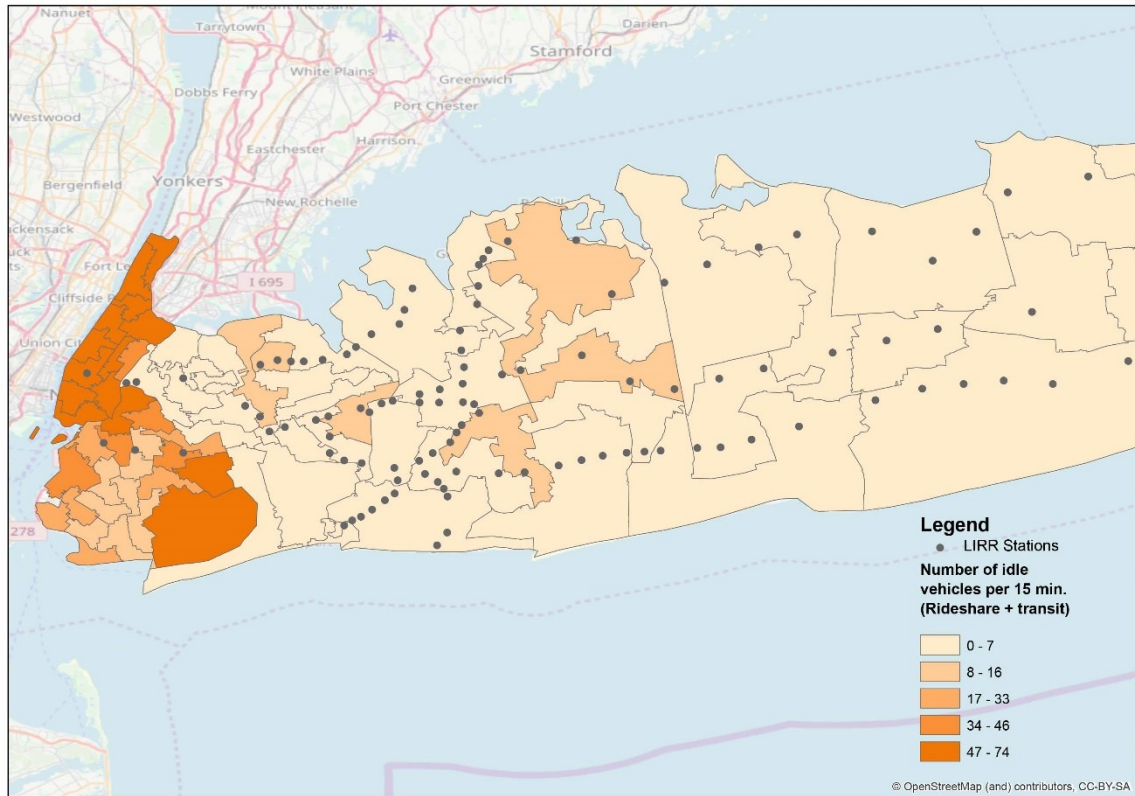 Nanuet
Tarrytown
Darien
Stamford
White Plains
Greenwich
Westwood
Dobbs Ferry
Port Chester
Eastchester
Harrison
Yonkers
Bergenfield
New Rochelle
ackensack
Fort Le
I 695
Cliffside Pa
Union Cit
N
278
Legend
LIRR Stations
Number of idle
vehicles per 15 min.
(Rideshare + transit)
0 - 7
8 - 16
17 - 33
34 - 46
47 - 74
© OpenStreetMap (and) contributors, CC-BY-SA